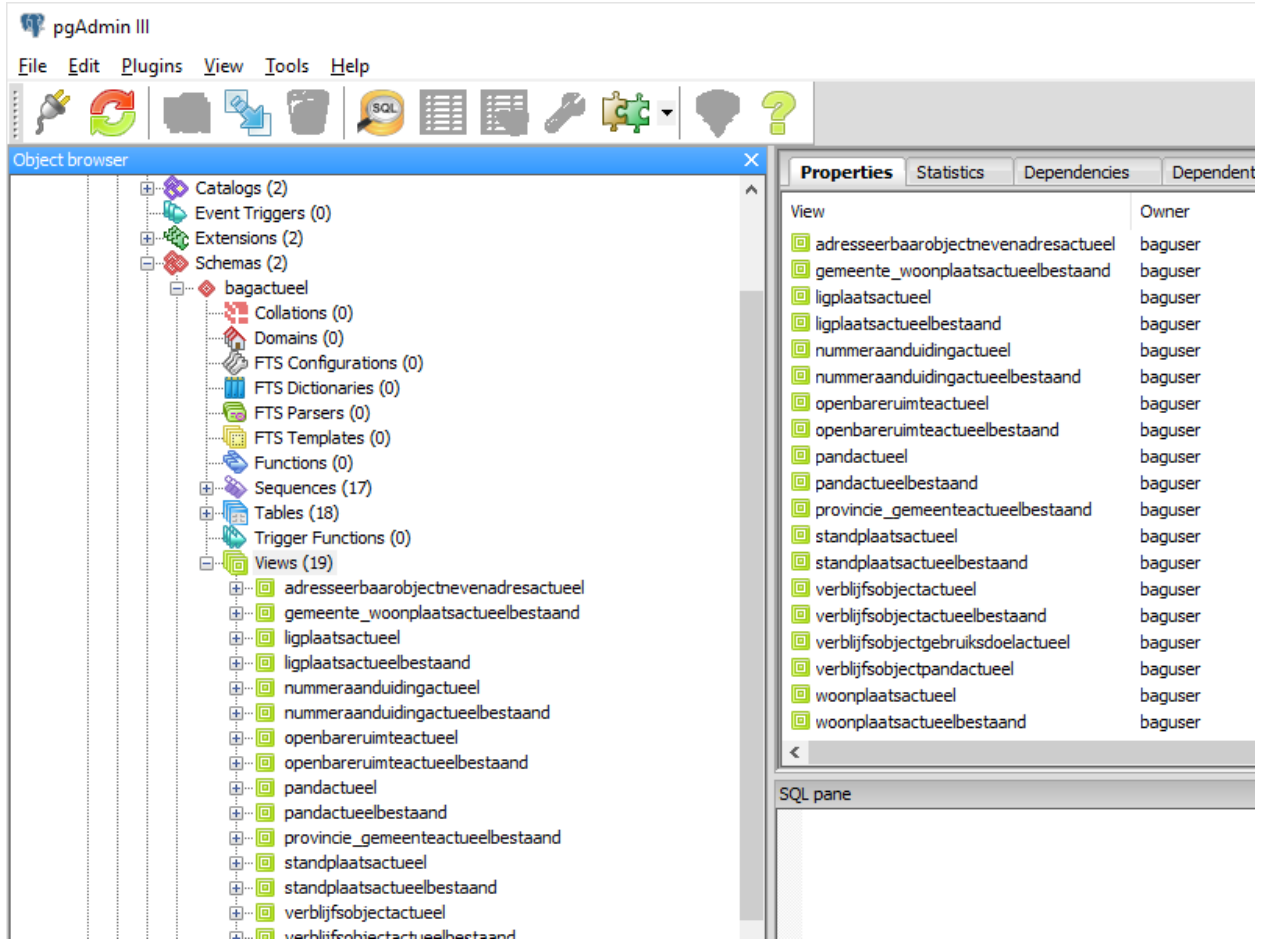 pgAdmin III
File Edit Plugins View Tools Help
SQL
Object browser
Catalogs (2)
Event Triggers (0)
Extensions (2)
Schemas (2)
bagactueel
Collations (0)
Domains (0)
FTS Configurations (0)
FTS Dictionaries (0)
FTS Parsers (0)
FTS Templates (0)
Functions (0)
Sequences (17)
Tables (18)
Trigger Functions (0)
Views (19)
adresseerbaarobjectnevenadresactueel
gemeente_woonplaatsactueelbestaand
ligplaatsactueel
ligplaatsactueelbestaand
nummeraanduidingactueel
nummeraanduidingactueelbestaand
openbareruimteactueel
openbareruimteactueelbestaand
pandactueel
pandactueelbestaand
provincie_gemeenteactueelbestaand
standplaatsactueel
standplaatsactueelbestaand
verblijfsobjectactueel
verblijfsobjectactueelbestaand
Properties Statistics Dependencies Dependent
View Owner
adresseerbaarobjectnevenadresactueel baguser
gemeente_woonplaatsactueelbestaand baguser
ligplaatsactueel baguser
ligplaatsactueelbestaand baguser
nummeraanduidingactueel baguser
nummeraanduidingactueelbestaand baguser
openbareruimteactueel baguser
openbareruimteactueelbestaand baguser
pandactueel baguser
pandactueelbestaand baguser
provincie_gemeenteactueelbestaand baguser
standplaatsactueel baguser
standplaatsactueelbestaand baguser
verblijfsobjectactueel baguser
verblijfsobjectactueelbestaand baguser
verblijfsobjectgebruiksdoelactueel baguser
verblijfsobjectpandactueel baguser
woonplaatsactueel baguser
woonplaatsactueelbestaand baguser
SQL pane